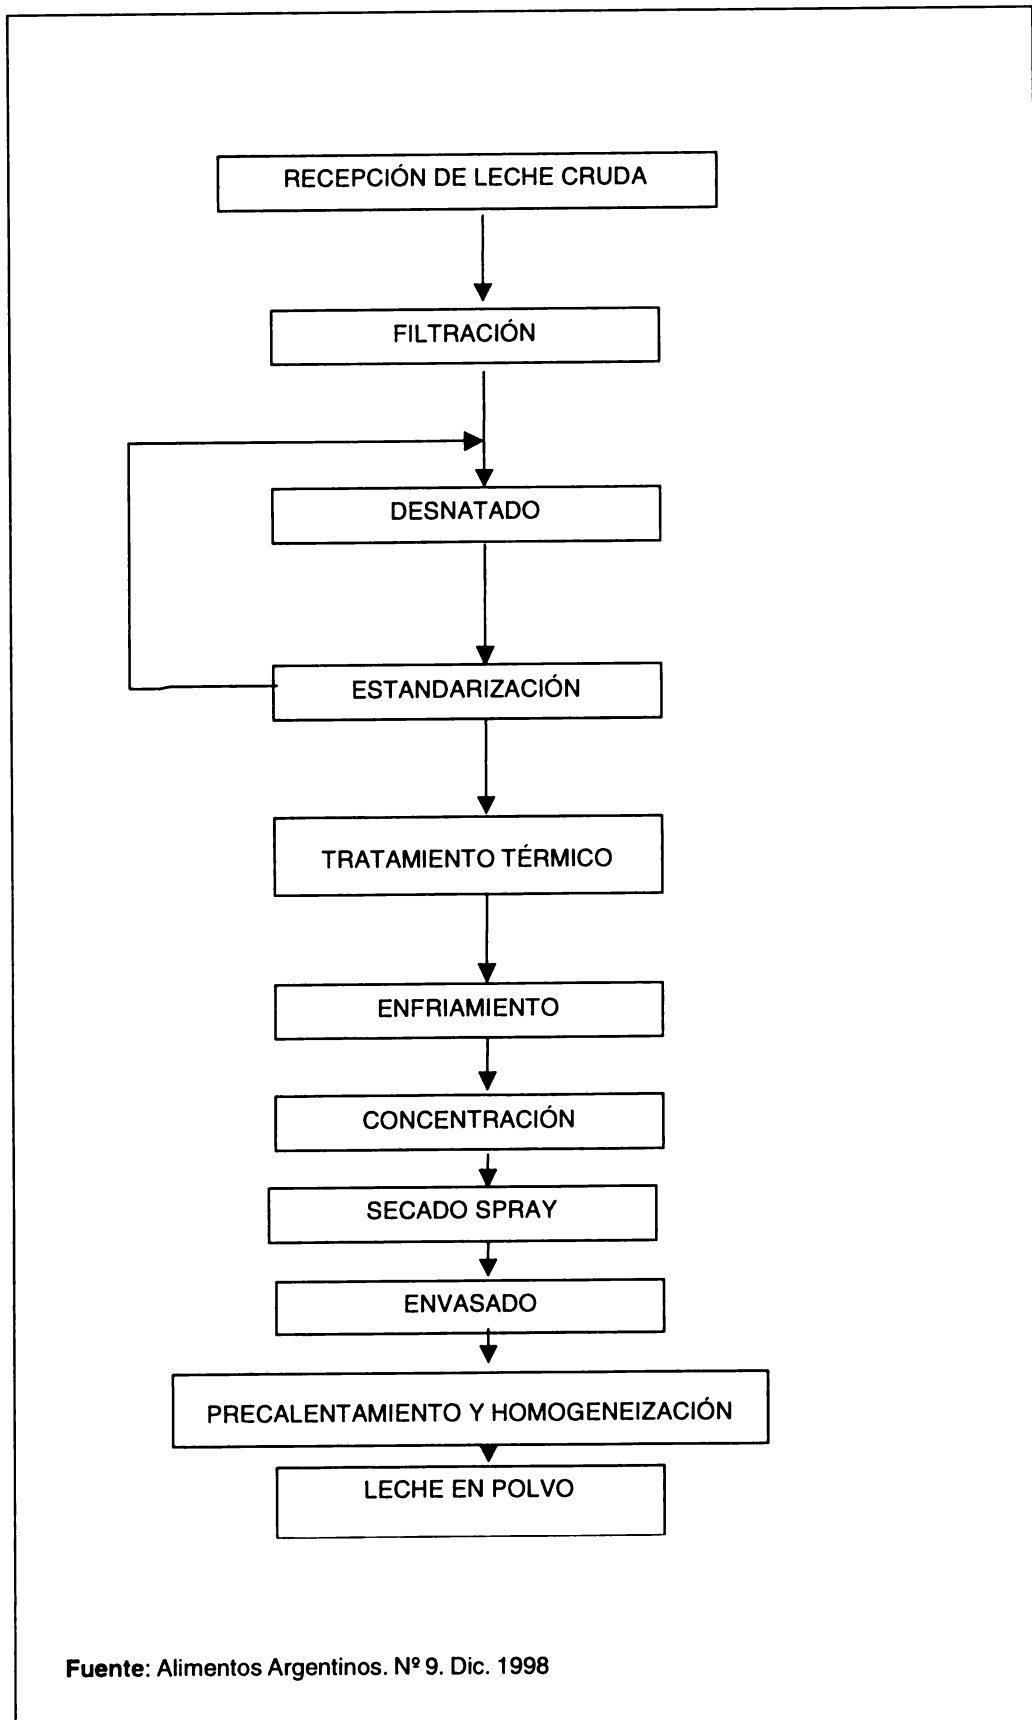 RECEPCIÓN DE LECHE CRUDA
FILTRACIÓN
DESNATADO
ESTANDARIZACIÓN
TRATAMIENTO TÉRMICO
ENFRIAMIENTO
CONCENTRACIÓN
SECADO SPRAY
ENVASADO
PRECALENTAMIENTO Y HOMOGENEIZACIÓN
LECHE EN POLVO
Fuente: Alimentos Argentinos. Nº 9. Dic. 1998